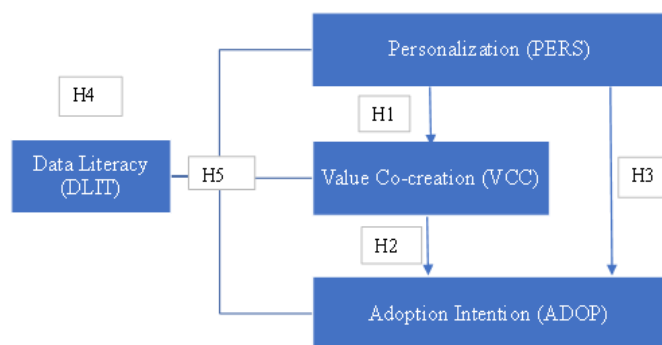 Personalization (PERS)
H4
H1
Data Literacy
(DLIT)
H5
Value Co-creation (VCC)
H3
H2
Adoption Intention (ADOP)